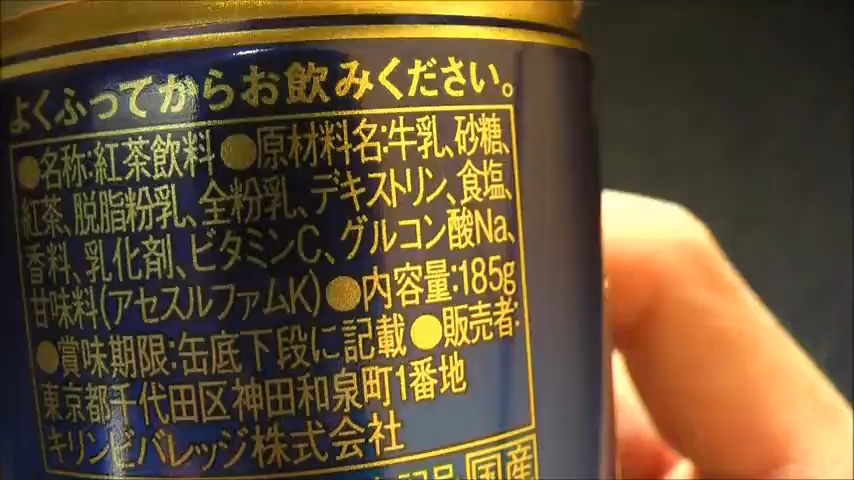 よくふってからお飲みください。
●名称:紅茶飲料 ●原材料名:牛乳、砂糖、
紅茶、脱脂粉乳、全粉乳、デキストリン、食塩、
香料、乳化剤、ビタミンC、グルコン酸Na、
甘味料(アセスルファムK) ●内容量:185g
●賞味期限:缶底下段に記載 ●販売者:
東京都千代田区神田和泉町1番地
キリンビバレッジ株式会社
国産